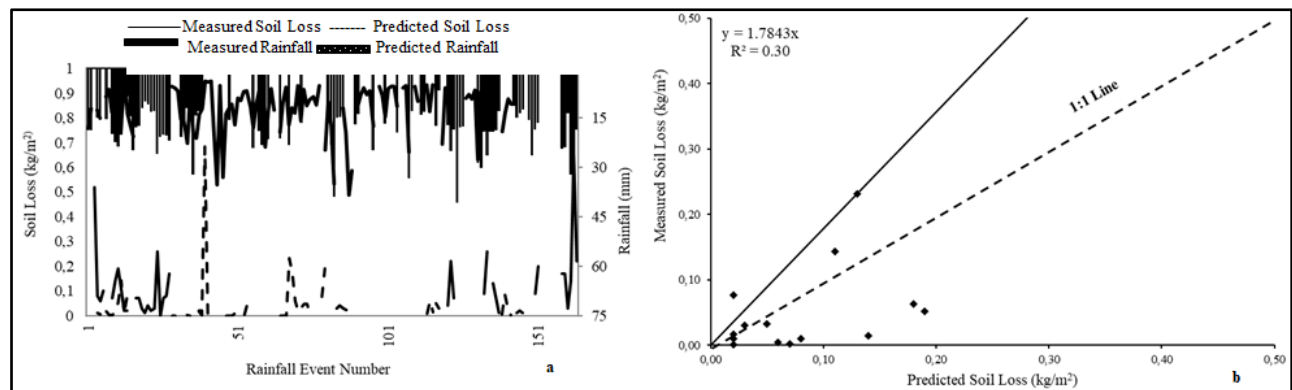 Measured Soil Loss
Predicted Soil Loss
Measured Rainfall
Predicted Rainfall
Soil Loss (kg/m²)
1
0,9
0,8
0,7
0,6
0,5
0,4
0,3
0,2
0,1
0
15
30
45
60
75
Rainfall (mm)
1
51
101
151
Rainfall Event Number
a
Measured Soil Loss (kg/m²)
0,50
0,40
0,30
0,20
0,10
0,00
y = 1.7843x
R² = 0.30
1:1 Line
0,00
0,10
0,20
0,30
0,40
0,50
Predicted Soil Loss (kg/m²)
b